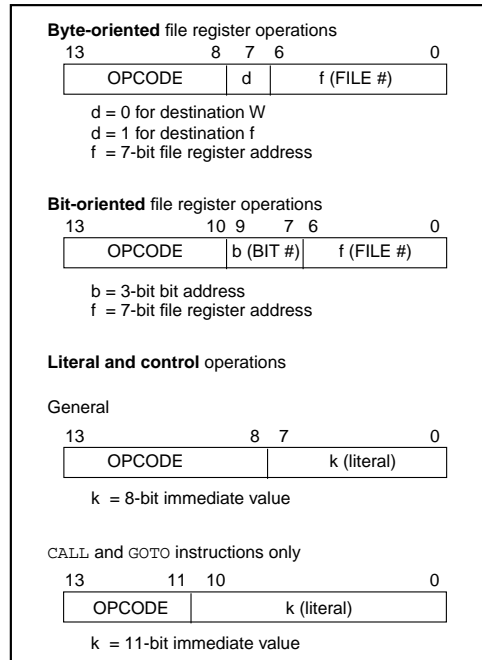 Byte-oriented file register operations
13 8 7 6 0
OPCODE d f (FILE #)
d = 0 for destination W
d = 1 for destination f
f = 7-bit file register address
Bit-oriented file register operations
13 10 9 7 6 0
OPCODE b (BIT #) f (FILE #)
b = 3-bit bit address
f = 7-bit file register address
Literal and control operations
General
13 8 7 0
OPCODE k (literal)
k = 8-bit immediate value
CALL and GOTO instructions only
13 11 10 0
OPCODE k (literal)
k = 11-bit immediate value